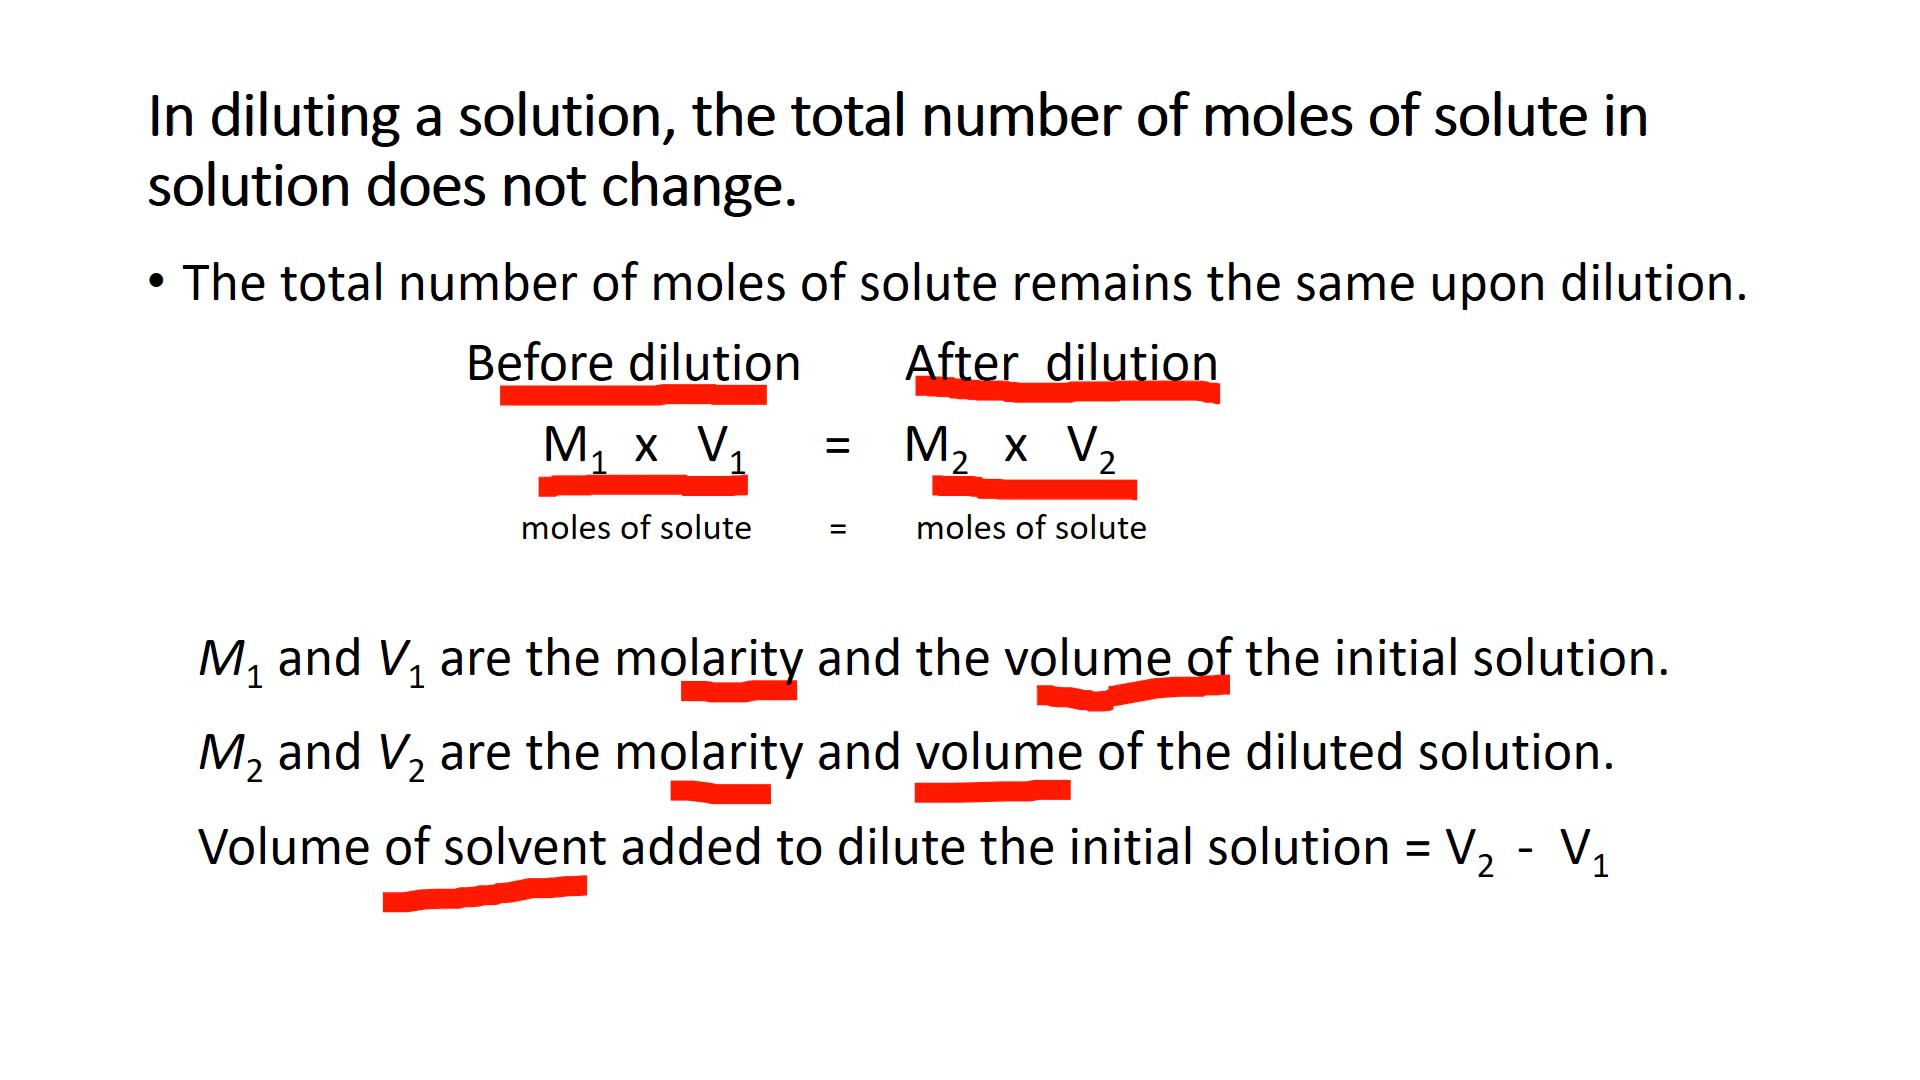 In diluting a solution, the total number of moles of solute in
solution does not change.
• The total number of moles of solute remains the same upon dilution.
Before dilution After dilution
M₁ x V₁ = M₂ x V₂
moles of solute = moles of solute
M₁ and V₁ are the molarity and the volume of the initial solution.
M₂ and V₂ are the molarity and volume of the diluted solution.
Volume of solvent added to dilute the initial solution = V₂ - V₁